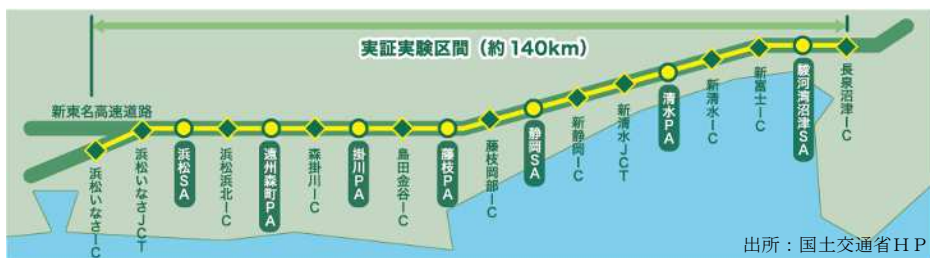 実証実験区間（約140km）
新東名高速道路
浜松いなさIC
浜松いなさJCT
浜松SA
浜松浜北IC
遠州森町PA
森掛川IC
掛川PA
島田金谷IC
藤枝PA
藤枝岡部IC
静岡SA
新静岡IC
新清水JCT
清水PA
新清水IC
新富士IC
駿河湾沼津SA
長泉沼津IC
出所：国土交通省ＨＰ